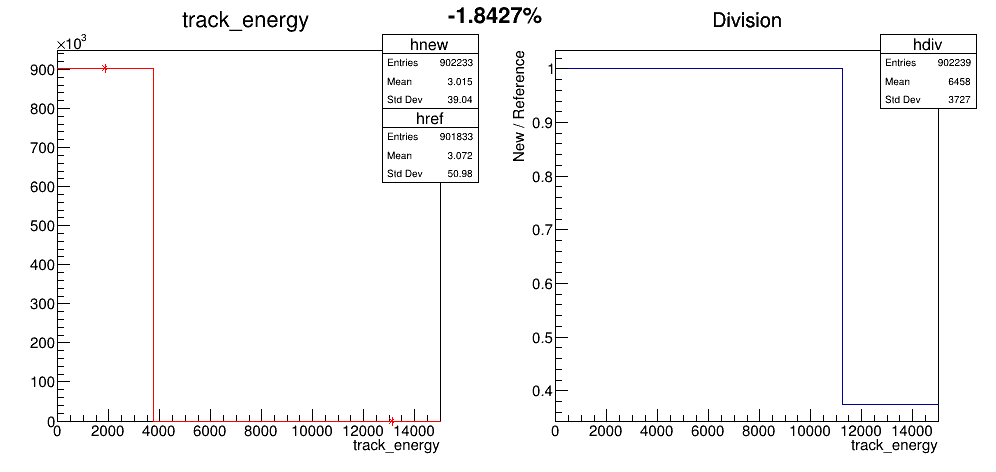 track_energy
-1.8427%
Division
×10³
hnew
Entries 902233
Mean 3.015
Std Dev 39.04
href
Entries 901833
Mean 3.072
Std Dev 50.98
900
800
700
600
500
400
300
200
100
0
0 2000 4000 6000 8000 10000 12000 14000
track_energy
hdiv
Entries 902239
Mean 6458
Std Dev 3727
New / Reference
1
0.9
0.8
0.7
0.6
0.5
0.4
0 2000 4000 6000 8000 10000 12000 14000
track_energy